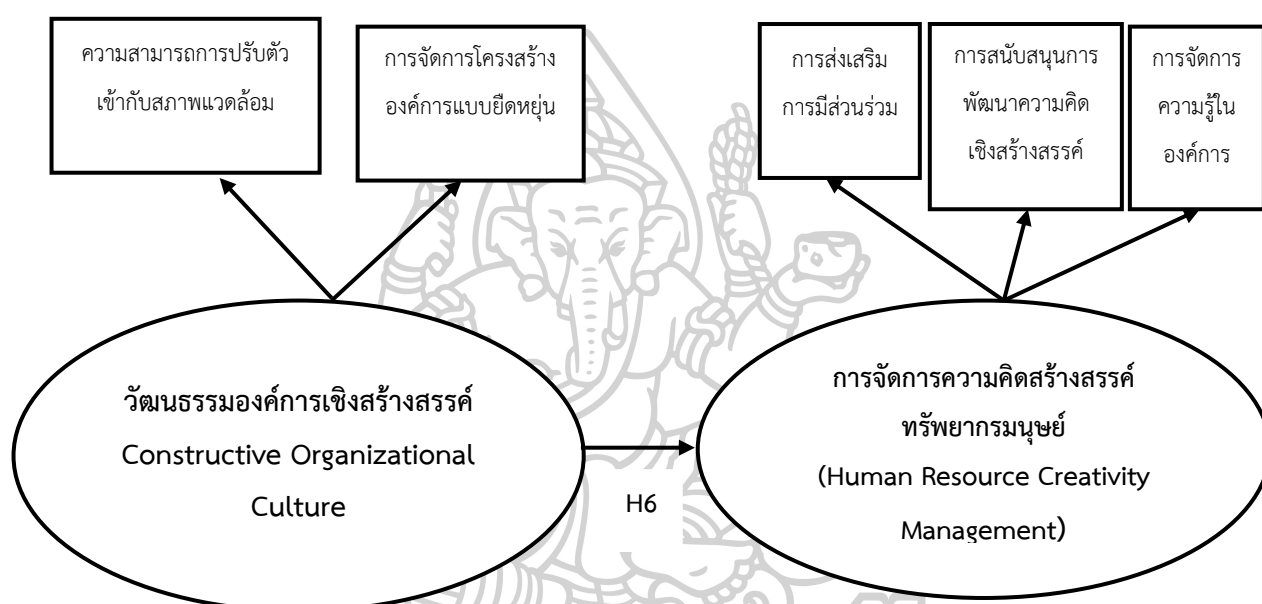 ความสามารถการปรับตัว
เข้ากับสภาพแวดล้อม
การจัดการโครงสร้าง
องค์การแบบยืดหยุ่น
การส่งเสริม
การมีส่วนร่วม
การสนับสนุนการ
พัฒนาความคิด
เชิงสร้างสรรค์
การจัดการ
ความรู้ใน
องค์การ
วัฒนธรรมองค์การเชิงสร้างสรรค์
Constructive Organizational
Culture
H6
การจัดการความคิดสร้างสรรค์
ทรัพยากรมนุษย์
(Human Resource Creativity
Management)